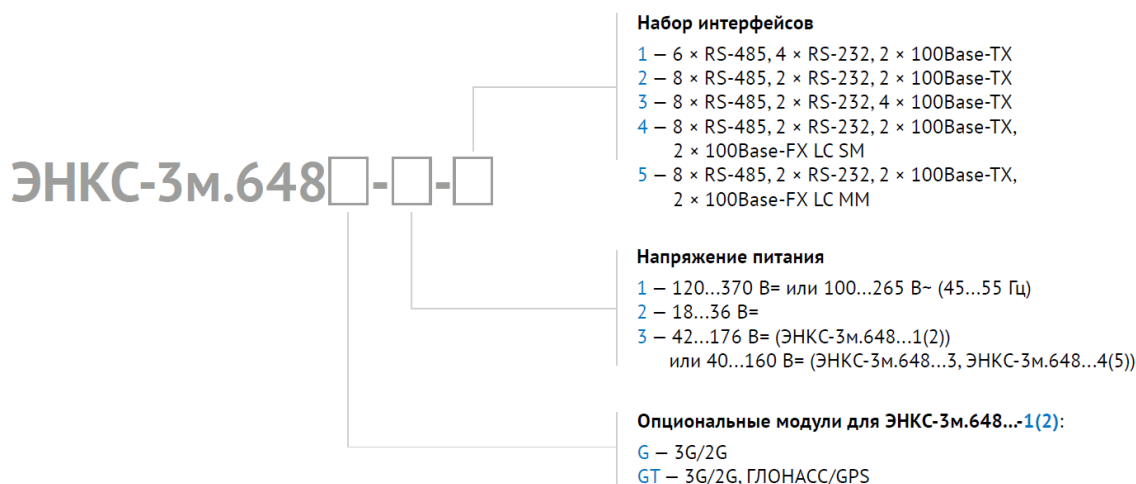 Набор интерфейсов
1 – 6 × RS-485, 4 × RS-232, 2 × 100Base-TX
2 – 8 × RS-485, 2 × RS-232, 2 × 100Base-TX
3 – 8 × RS-485, 2 × RS-232, 4 × 100Base-TX
4 – 8 × RS-485, 2 × RS-232, 2 × 100Base-TX,
2 × 100Base-FX LC SM
5 – 8 × RS-485, 2 × RS-232, 2 × 100Base-TX,
2 × 100Base-FX LC MM
ЭНКС-3м.648□-□-□
Напряжение питания
1 – 120...370 В= или 100...265 В~ (45...55 Гц)
2 – 18...36 В=
3 – 42...176 В= (ЭНКС-3м.648...1(2))
или 40...160 В= (ЭНКС-3м.648...3, ЭНКС-3м.648...4(5))
Опциональные модули для ЭНКС-3м.648...-1(2):
G – 3G/2G
GT – 3G/2G, ГЛОНАСС/GPS